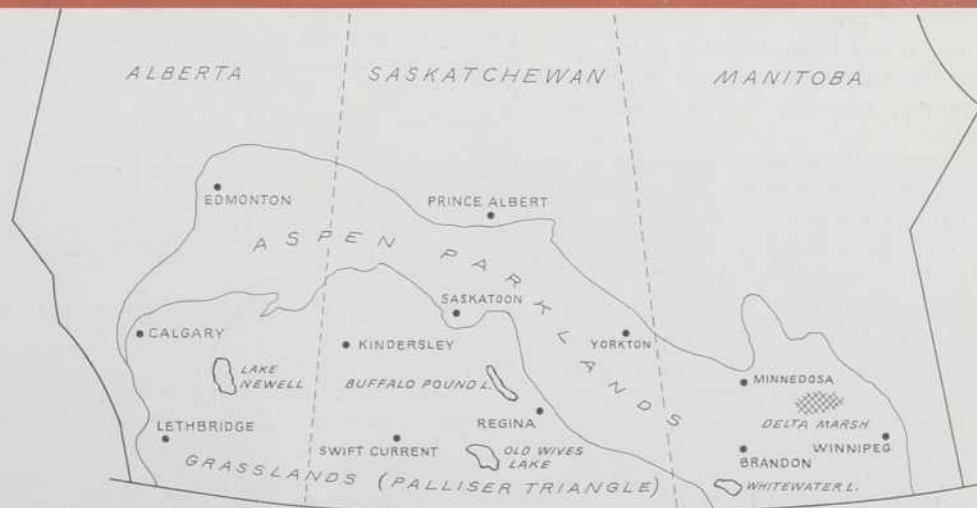 ALBERTA
SASKATCHEWAN
MANITOBA
EDMONTON
PRINCE ALBERT
ASPEN PARKLANDS
SASKATOON
CALGARY
KINDERSLEY
YORKTON
LAKE
NEWELL
BUFFALO POUND L.
MINNEDOSA
DELTA MARSH
LETHBRIDGE
REGINA
WINNIPEG
SWIFT CURRENT
OLD WIVES
LAKE
BRANDON
GRASSLANDS (PALLISER TRIANGLE)
WHITEWATER L.